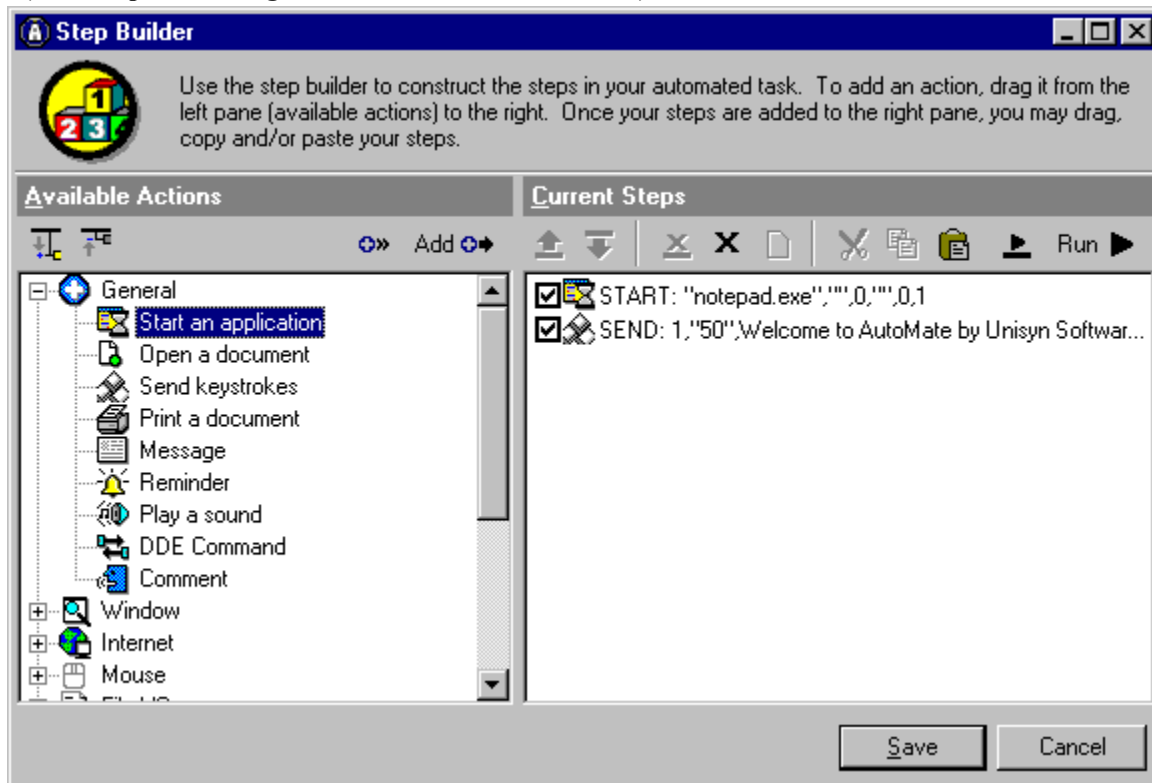 Step Builder
Use the step builder to construct the steps in your automated task. To add an action, drag it from the
left pane (available actions) to the right. Once your steps are added to the right pane, you may drag,
copy and/or paste your steps.
Available Actions
Current Steps
Add
Run
General
Start an application
Open a document
Send keystrokes
Print a document
Message
Reminder
Play a sound
DDE Command
Comment
Window
Internet
Mouse
START: "notepad.exe","",0,"",0,1
SEND: 1,"50",Welcome to AutoMate by Unisyn Softwar...
Save
Cancel